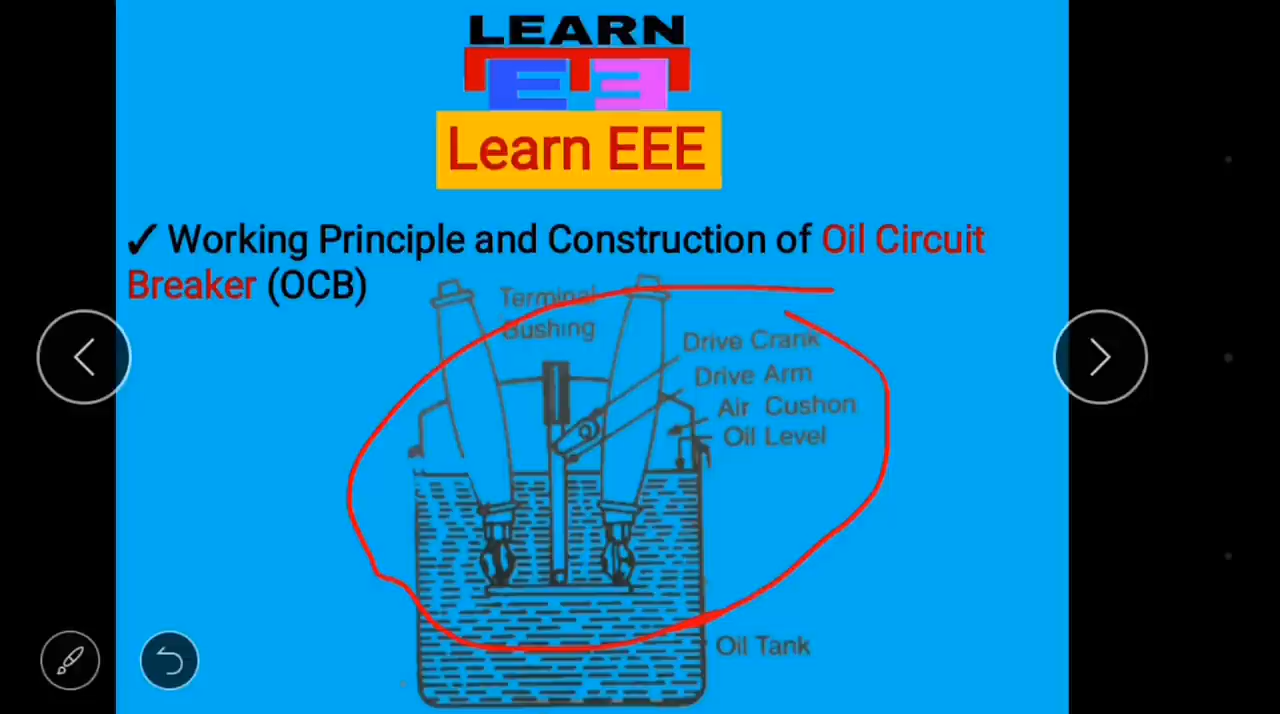 LEARN
EEE
Learn EEE
✓ Working Principle and Construction of Oil Circuit
Breaker (OCB)
Terminal
Bushing
Drive Crank
Drive Arm
Air Cushon
Oil Level
Oil Tank